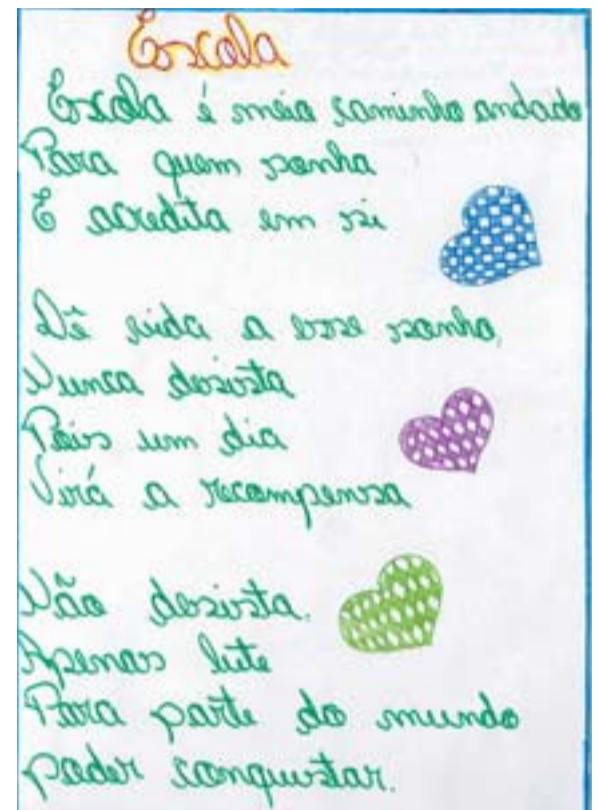 Escola
Escola é meio caminho andado
Para quem sonha
E acredita em si
Dê vida a esse sonho,
Nunca desista
Pois um dia
Virá a recompensa
Não desista.
Apenas lute
Para parte do mundo
poder conquistar.